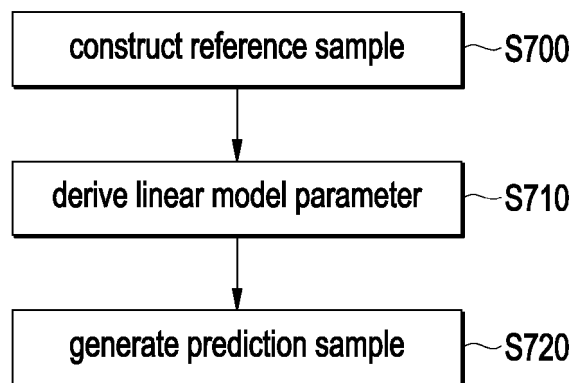 construct reference sample S700
derive linear model parameter S710
generate prediction sample S720